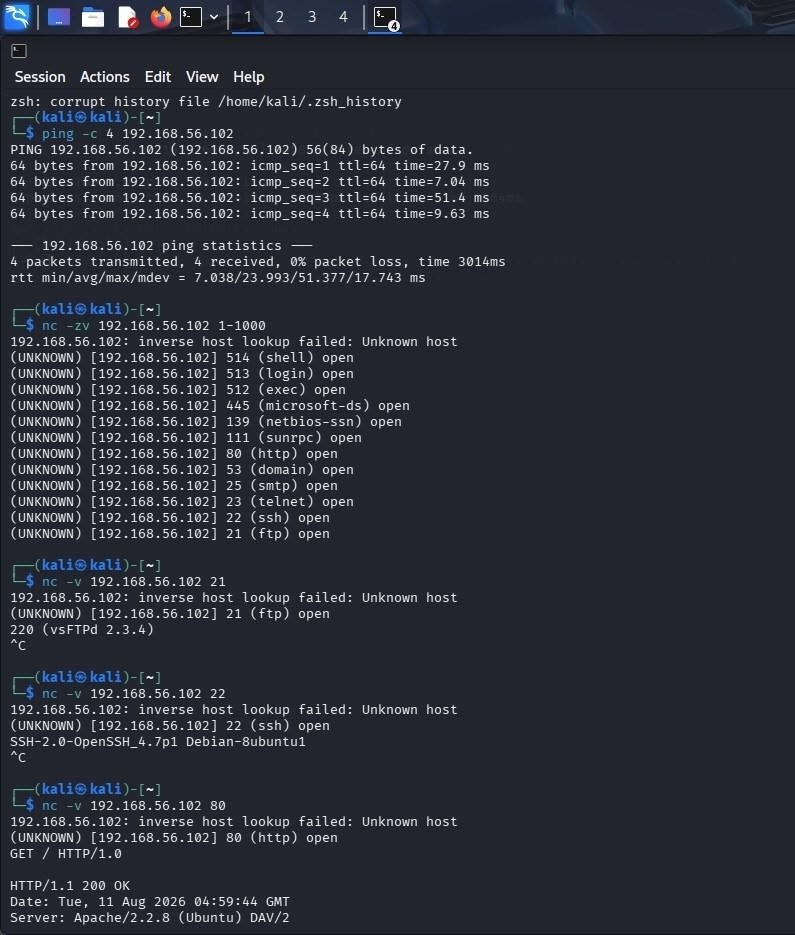 1 2 3 4
4
Session Actions Edit View Help
zsh: corrupt history file /home/kali/.zsh_history
┌──(kali㉿kali)-[~]
└─$ ping -c 4 192.168.56.102
PING 192.168.56.102 (192.168.56.102) 56(84) bytes of data.
64 bytes from 192.168.56.102: icmp_seq=1 ttl=64 time=27.9 ms
64 bytes from 192.168.56.102: icmp_seq=2 ttl=64 time=7.04 ms
64 bytes from 192.168.56.102: icmp_seq=3 ttl=64 time=51.4 ms
64 bytes from 192.168.56.102: icmp_seq=4 ttl=64 time=9.63 ms
--- 192.168.56.102 ping statistics ---
4 packets transmitted, 4 received, 0% packet loss, time 3014ms
rtt min/avg/max/mdev = 7.038/23.993/51.377/17.743 ms
┌──(kali㉿kali)-[~]
└─$ nc -zv 192.168.56.102 1-1000
192.168.56.102: inverse host lookup failed: Unknown host
(UNKNOWN) [192.168.56.102] 514 (shell) open
(UNKNOWN) [192.168.56.102] 513 (login) open
(UNKNOWN) [192.168.56.102] 512 (exec) open
(UNKNOWN) [192.168.56.102] 445 (microsoft-ds) open
(UNKNOWN) [192.168.56.102] 139 (netbios-ssn) open
(UNKNOWN) [192.168.56.102] 111 (sunrpc) open
(UNKNOWN) [192.168.56.102] 80 (http) open
(UNKNOWN) [192.168.56.102] 53 (domain) open
(UNKNOWN) [192.168.56.102] 25 (smtp) open
(UNKNOWN) [192.168.56.102] 23 (telnet) open
(UNKNOWN) [192.168.56.102] 22 (ssh) open
(UNKNOWN) [192.168.56.102] 21 (ftp) open
┌──(kali㉿kali)-[~]
└─$ nc -v 192.168.56.102 21
192.168.56.102: inverse host lookup failed: Unknown host
(UNKNOWN) [192.168.56.102] 21 (ftp) open
220 (vsFTPd 2.3.4)
^C
┌──(kali㉿kali)-[~]
└─$ nc -v 192.168.56.102 22
192.168.56.102: inverse host lookup failed: Unknown host
(UNKNOWN) [192.168.56.102] 22 (ssh) open
SSH-2.0-OpenSSH_4.7p1 Debian-8ubuntu1
^C
┌──(kali㉿kali)-[~]
└─$ nc -v 192.168.56.102 80
192.168.56.102: inverse host lookup failed: Unknown host
(UNKNOWN) [192.168.56.102] 80 (http) open
GET / HTTP/1.0
HTTP/1.1 200 OK
Date: Tue, 11 Aug 2026 04:59:44 GMT
Server: Apache/2.2.8 (Ubuntu) DAV/2